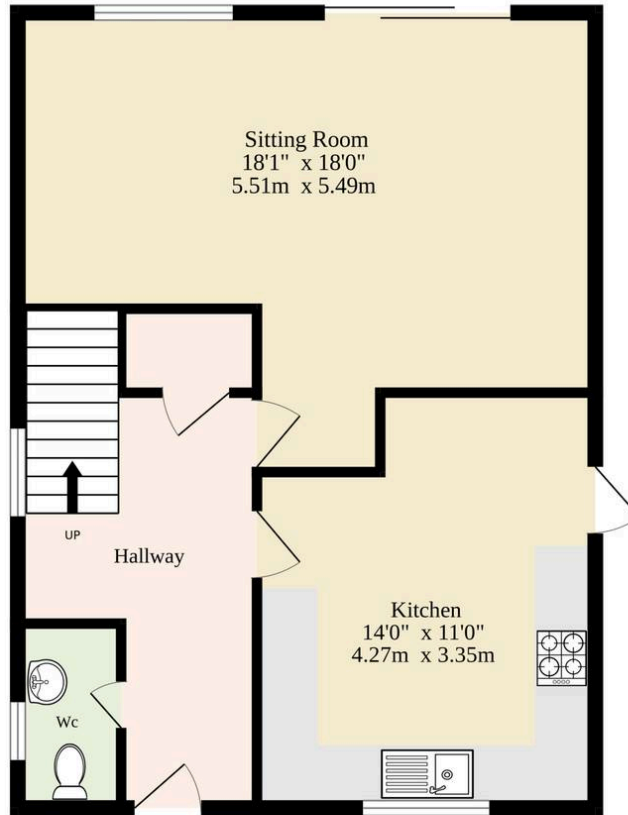 Sitting Room
18'1" x 18'0"
5.51m x 5.49m
UP
Hallway
Kitchen
14'0" x 11'0"
4.27m x 3.35m
Wc